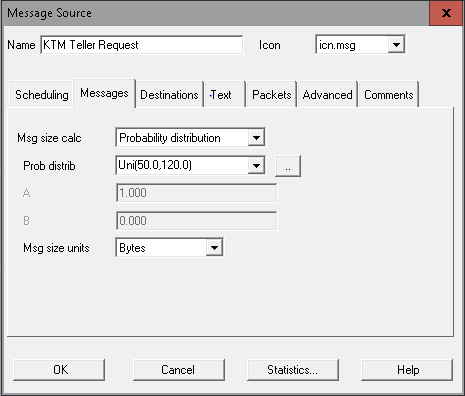 Message Source X
Name KTM Teller Request Icon icn.msg
Scheduling Messages Destinations Text Packets Advanced Comments
Msg size calc Probability distribution
Prob distrib Uni(50.0,120.0) ..
A 1.000
B 0.000
Msg size units Bytes
OK Cancel Statistics... Help